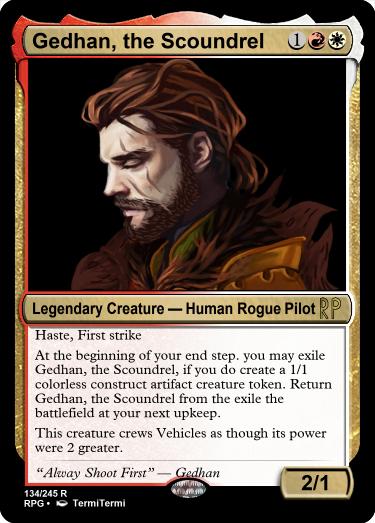 Gedhan, the Scoundrel 1
Legendary Creature — Human Rogue Pilot RP
Haste, First strike
At the beginning of your end step. you may exile
Gedhan, the Scoundrel, if you do create a 1/1
colorless construct artifact creature token. Return
Gedhan, the Scoundrel from the exile the
battlefield at your next upkeep.
This creature crews Vehicles as though its power
were 2 greater.
“Alway Shoot First” — Gedhan
2/1
134/245 R
RPG • TermiTermi